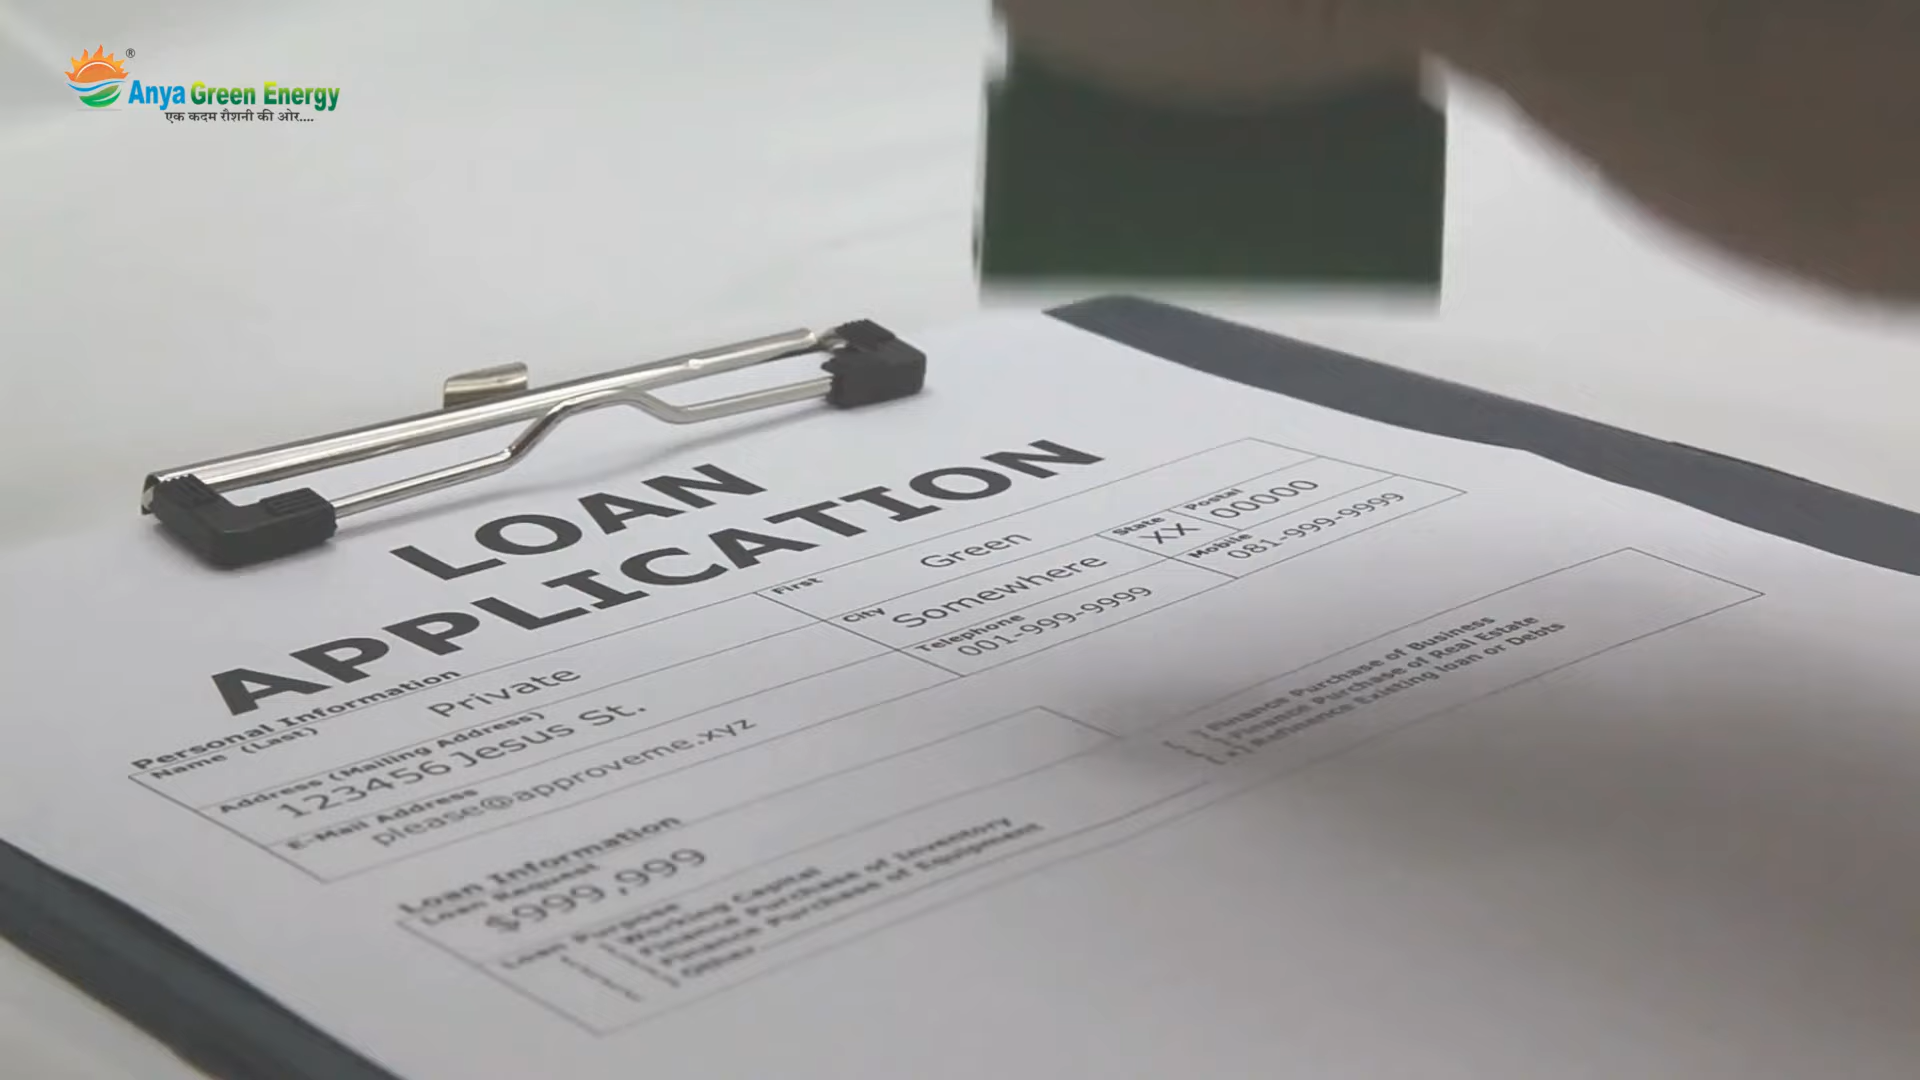 ®
Anya Green Energy
एक कदम रौशनी की ओर....
LOAN
APPLICATION
Personal Information
Name (Last)
Private
First
Green
Address (Mailing Address)
123456 Jesus St.
City
Somewhere
State
XX
Postal
00000
E-Mail Address
please@approveme.xyz
Telephone
001-999-9999
Mobile
081-999-9999
Loan Information
Loan Request
$999,999
Loan Purpose
[ ] Working Capital
[ ] Finance Purchase of Inventory
[ ] Finance Purchase of Equipment
[ ] Other
[ ] Finance Purchase of Business
[ ] Finance Purchase of Real Estate
[x] Refinance Existing loan or Debts